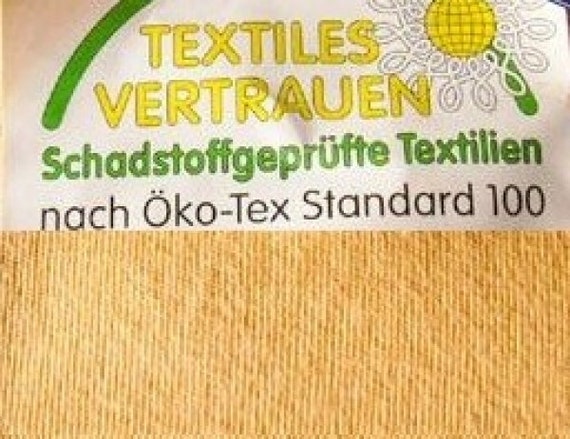 TEXTILES
VERTRAUEN
Schadstoffgeprüfte Textilien
nach Öko-Tex Standard 100